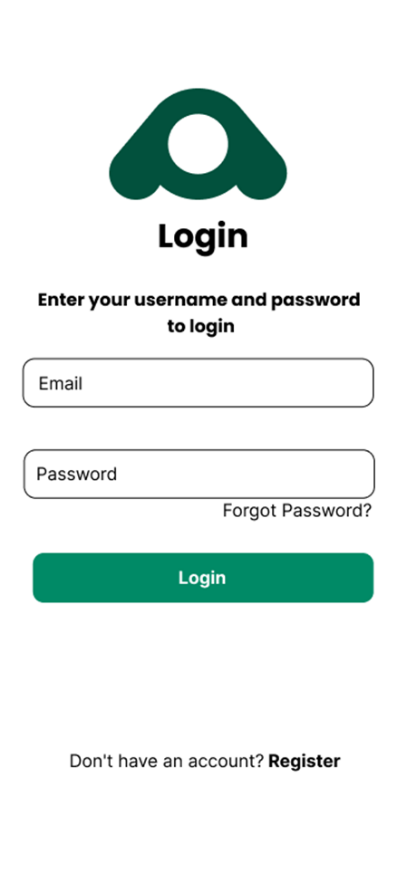 Login
Enter your username and password
to login
Email
Password
Forgot Password?
Login
Don't have an account? Register